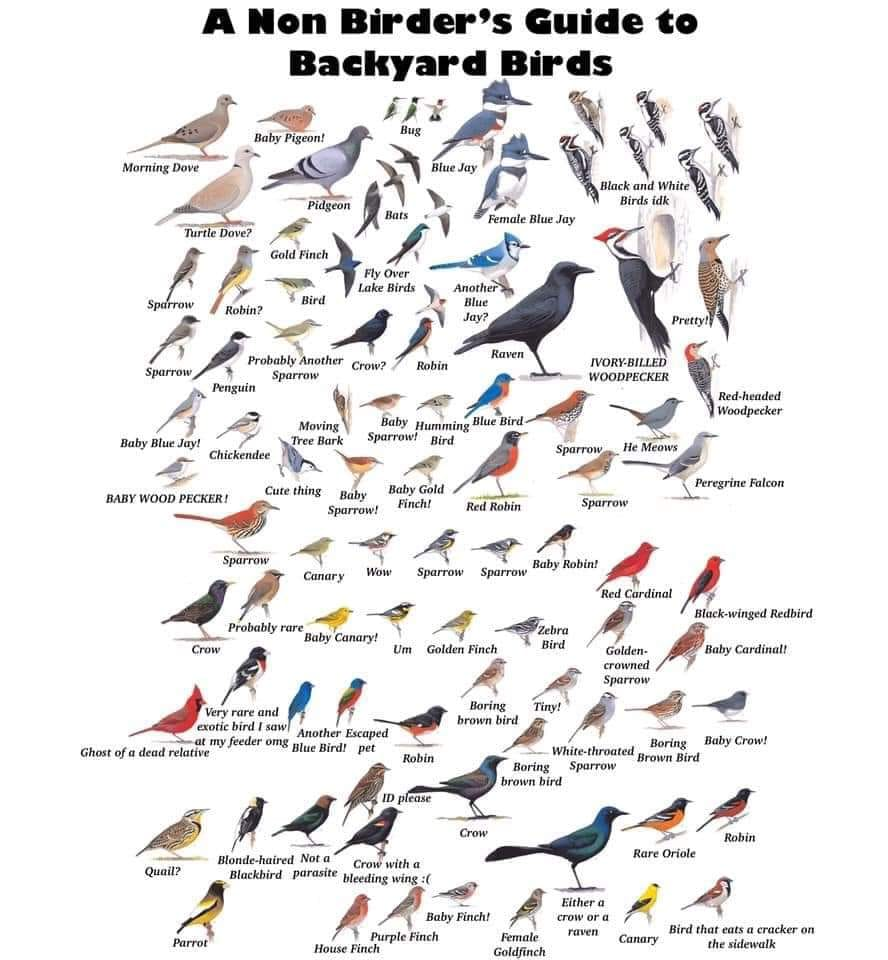 A Non Birder's Guide to
Backyard Birds
Morning Dove
Baby Pigeon!
Bug
Blue Jay
Black and White
Birds idk
Pidgeon
Bats
Female Blue Jay
Turtle Dove?
Gold Finch
Fly Over
Lake Birds
Another
Blue
Jay?
Sparrow
Robin?
Bird
Pretty!!
Raven
IVORY-BILLED
WOODPECKER
Sparrow
Penguin
Probably Another
Sparrow
Crow?
Robin
Red-headed
Woodpecker
Baby Blue Jay!
Chickendee
Moving
Tree Bark
Baby
Sparrow!
Humming
Bird
Blue Bird
Sparrow
He Meows
BABY WOOD PECKER!
Cute thing
Baby
Sparrow!
Baby Gold
Finch!
Red Robin
Sparrow
Peregrine Falcon
Sparrow
Canary
Wow
Sparrow
Sparrow
Baby Robin!
Red Cardinal
Black-winged Redbird
Crow
Probably rare
Baby Canary!
Um
Golden Finch
Zebra
Bird
Golden-
crowned
Sparrow
Baby Cardinal!
Ghost of a dead relative
Very rare and
exotic bird I saw
at my feeder omg
Another
Blue Bird!
Escaped
pet
Robin
Boring
brown bird
Tiny!
Boring
brown bird
White-throated
Sparrow
Boring
Brown Bird
Baby Crow!
ID please
Crow
Quail?
Blonde-haired
Blackbird
Not a
parasite
Crow with a
bleeding wing :(
Rare Oriole
Robin
Parrot
House Finch
Purple Finch
Baby Finch!
Female
Goldfinch
Either a
crow or a
raven
Canary
Bird that eats a cracker on
the sidewalk